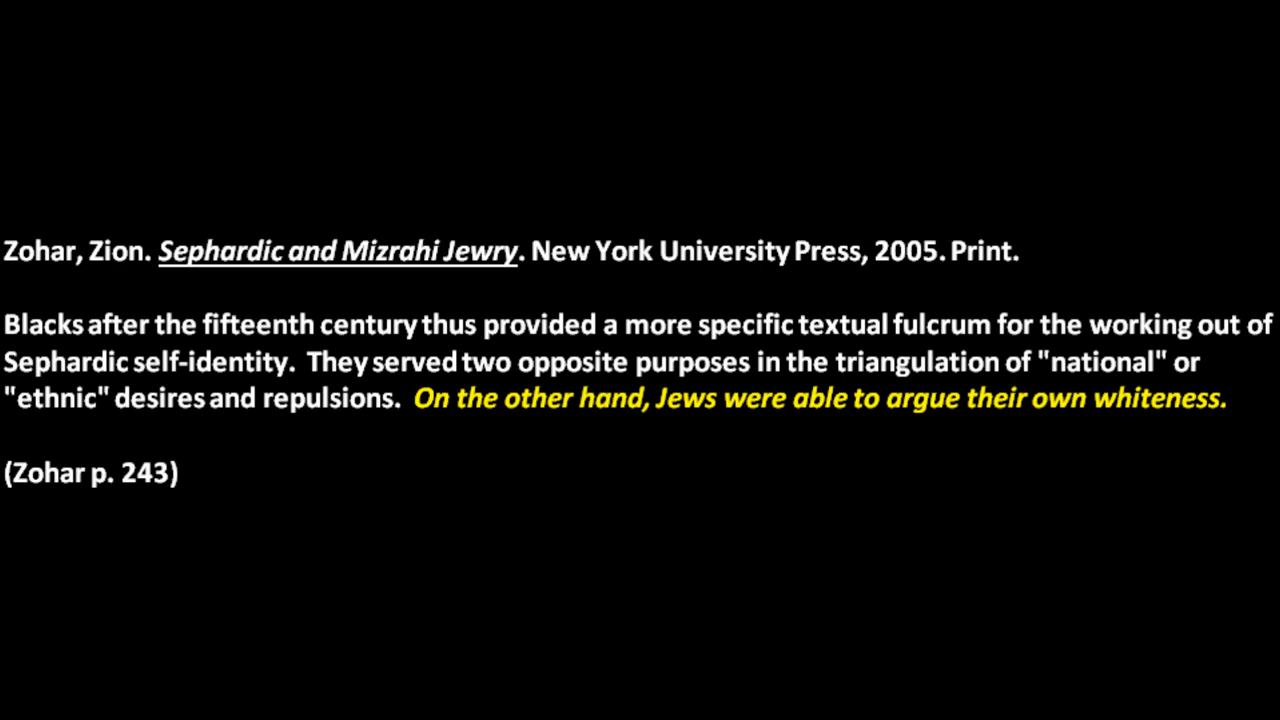 Zohar, Zion. Sephardic and Mizrahi Jewry. New York University Press, 2005. Print.
Blacks after the fifteenth century thus provided a more specific textual fulcrum for the working out of
Sephardic self-identity. They served two opposite purposes in the triangulation of "national" or
"ethnic" desires and repulsions. On the other hand, Jews were able to argue their own whiteness.
(Zohar p. 243)